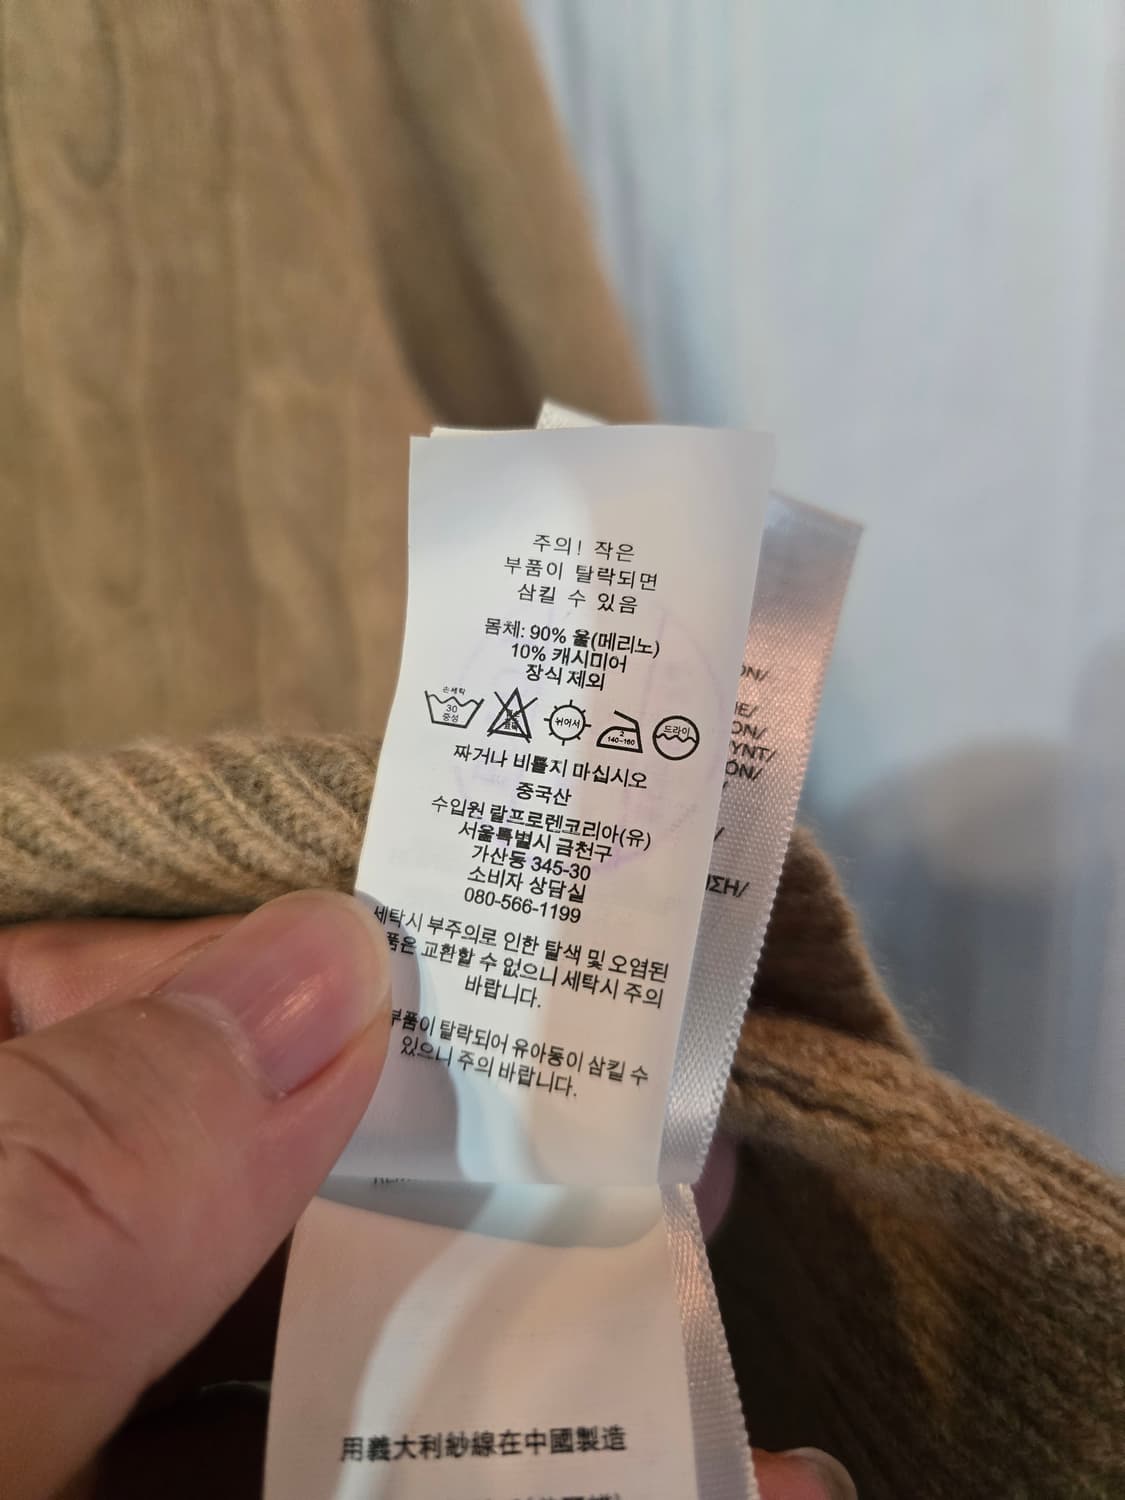 주의! 작은
부품이 탈락되면
삼킬 수 있음
몸체: 90% 울(메리노)
10% 캐시미어
장식 제외
손세탁
30
중성
뉘어서
2
140~160
드라이
짜거나 비틀지 마십시오
중국산
수입원 랄프로렌코리아(유)
서울특별시 금천구
가산동 345-30
소비자 상담실
080-566-1199
세탁시 부주의로 인한 탈색 및 오염된
품은 교환할 수 없으니 세탁시 주의
바랍니다.
부품이 탈락되어 유아동이 삼킬 수
있으니 주의 바랍니다.
ON/
IE/
ON/
YNT/
ÓN/
ΙΣΗ/
用義大利紗線在中國製造